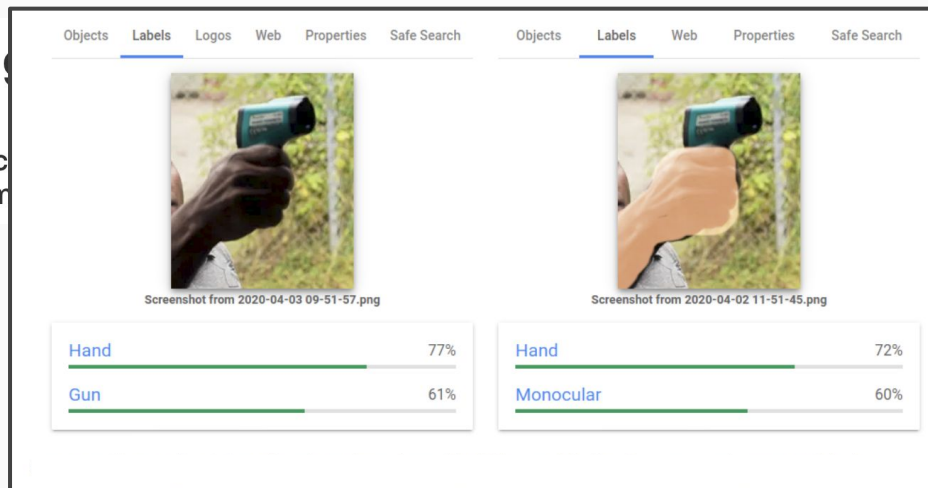 Objects Labels Logos Web Properties Safe Search
Screenshot from 2020-04-03 09-51-57.png
Hand 77%
Gun 61%
Objects Labels Web Properties Safe Search
Screenshot from 2020-04-02 11-51-45.png
Hand 72%
Monocular 60%